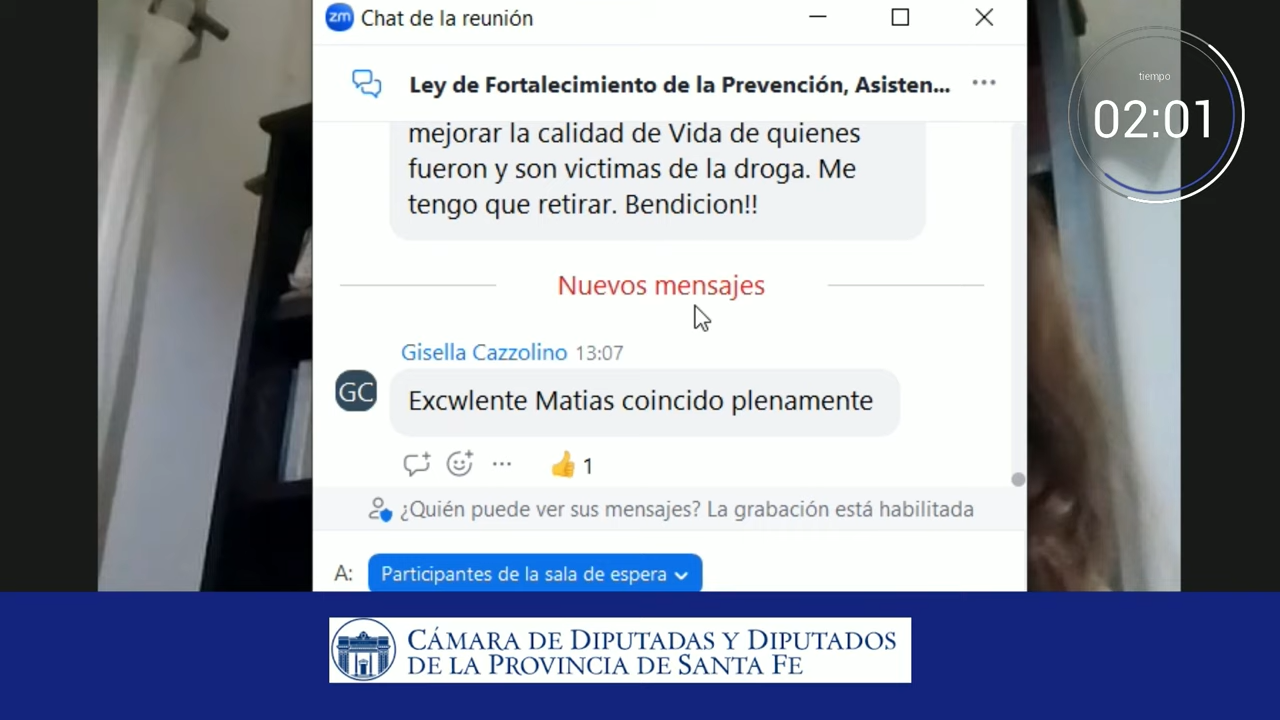 zm Chat de la reunión
Ley de Fortalecimiento de la Prevención, Asisten...
tiempo
02:01
mejorar la calidad de Vida de quienes
fueron y son victimas de la droga. Me
tengo que retirar. Bendicion!!
Nuevos mensajes
Gisella Cazzolino 13:07
GC
Excwlente Matias coincido plenamente
👍 1
¿Quién puede ver sus mensajes? La grabación está habilitada
A: Participantes de la sala de espera
CÁMARA DE DIPUTADAS Y DIPUTADOS
DE LA PROVINCIA DE SANTA FE